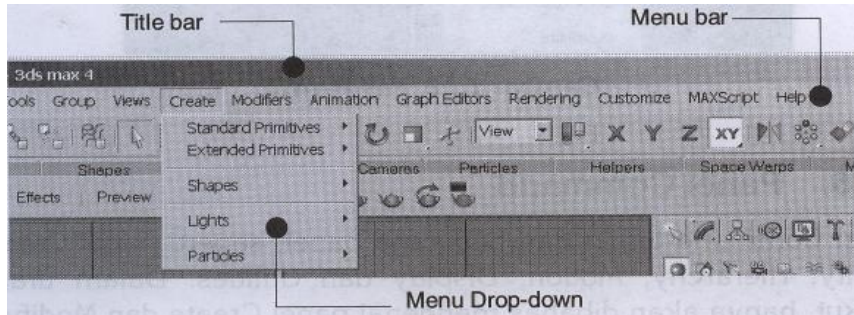 Title bar
Menu bar
3ds max 4
ools Group Views Create Modifiers Animation Graph Editors Rendering Customize MAXScript Help
Standard Primitives
Extended Primitives
View X Y Z XY
Shapes Cameras Particles Helpers Space Warps M
Shapes
Effects Preview
Lights
Particles
Menu Drop-down